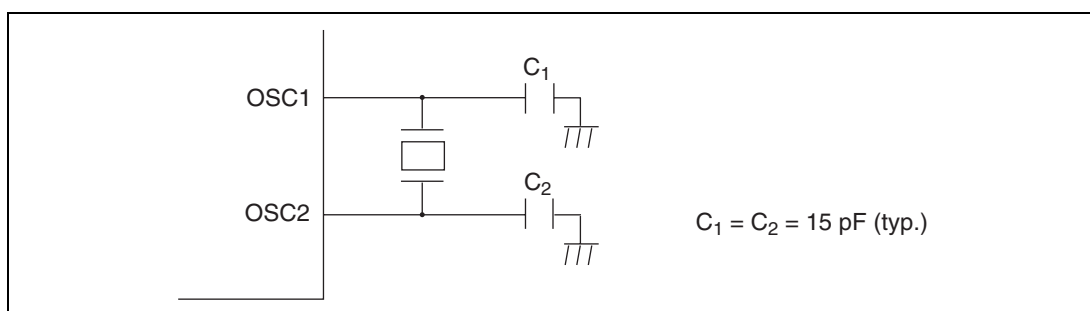 C₁
OSC1
C₂
OSC2
C₁ = C₂ = 15 pF (typ.)